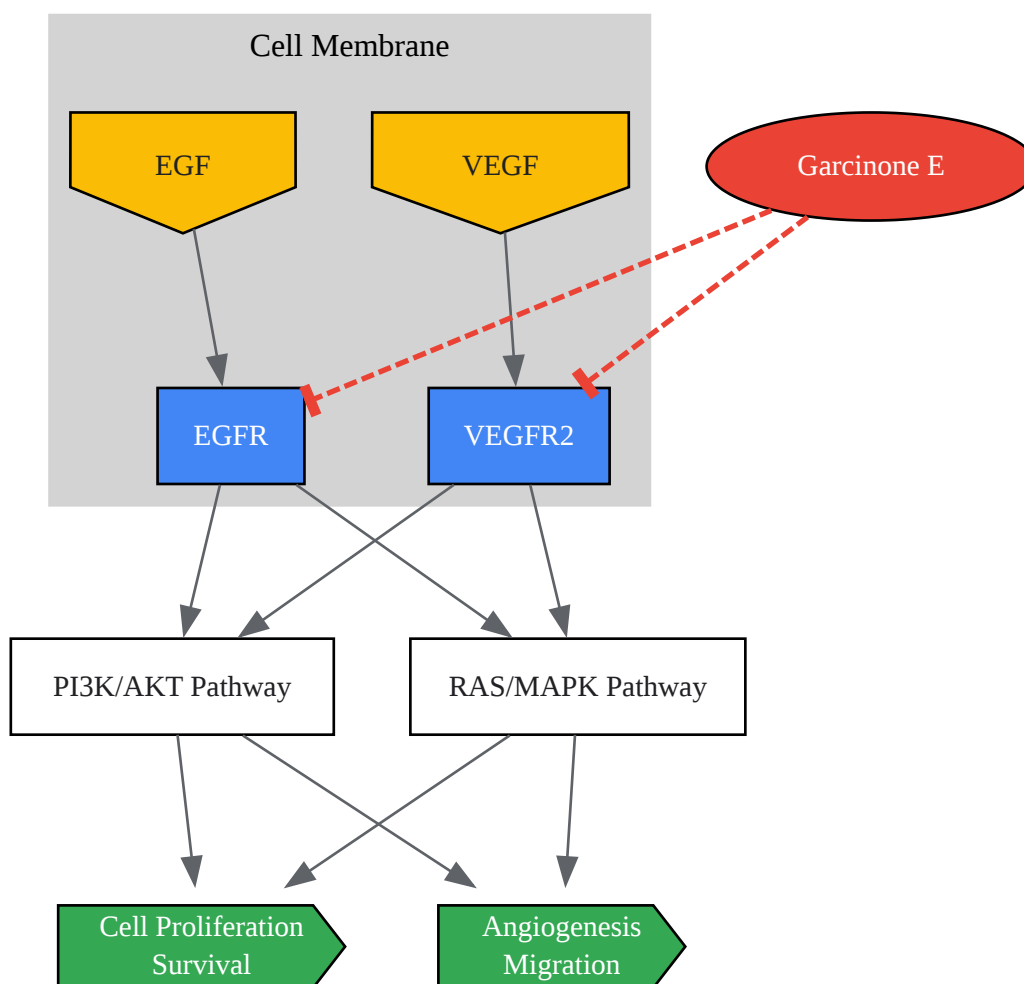 Cell Membrane
EGF
VEGF
Garcinone E
EGFR
VEGFR2
PI3K/AKT Pathway
RAS/MAPK Pathway
Cell Proliferation
Survival
Angiogenesis
Migration